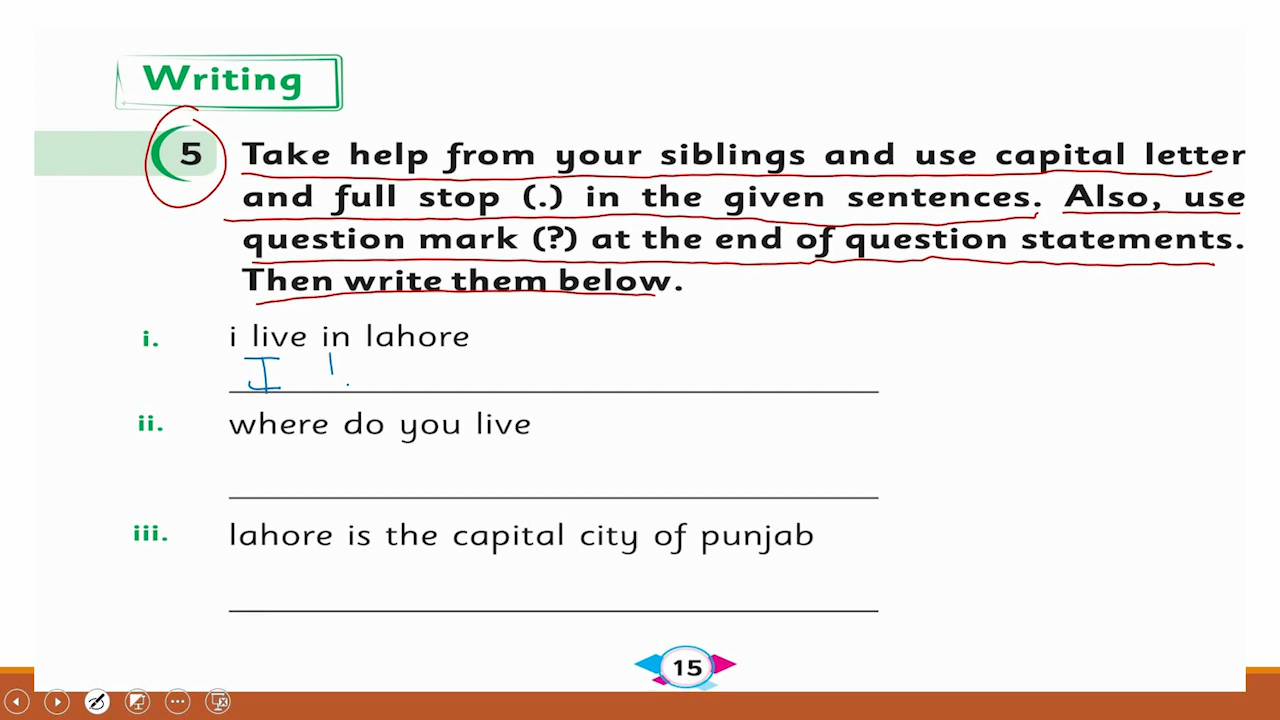 Writing
5 Take help from your siblings and use capital letter
and full stop (.) in the given sentences. Also, use
question mark (?) at the end of question statements.
Then write them below.
i. i live in lahore
I
ii. where do you live
iii. lahore is the capital city of punjab
15